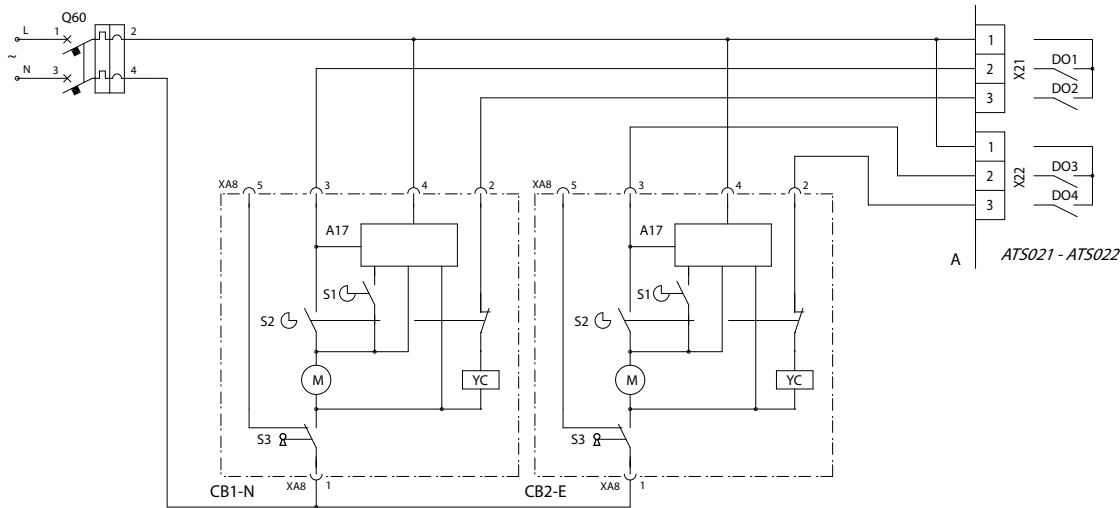 Q60
L 1 2
~
N 3 4
1
2
3
X21
DO1
DO2
1
2
3
X22
DO3
DO4
A ATS021 - ATS022
XA8 5 3 4 2
A17
S1
S2
M
YC
S3
XA8 1
CB1-N
XA8 5 3 4 2
A17
S1
S2
M
YC
S3
XA8 1
CB2-E